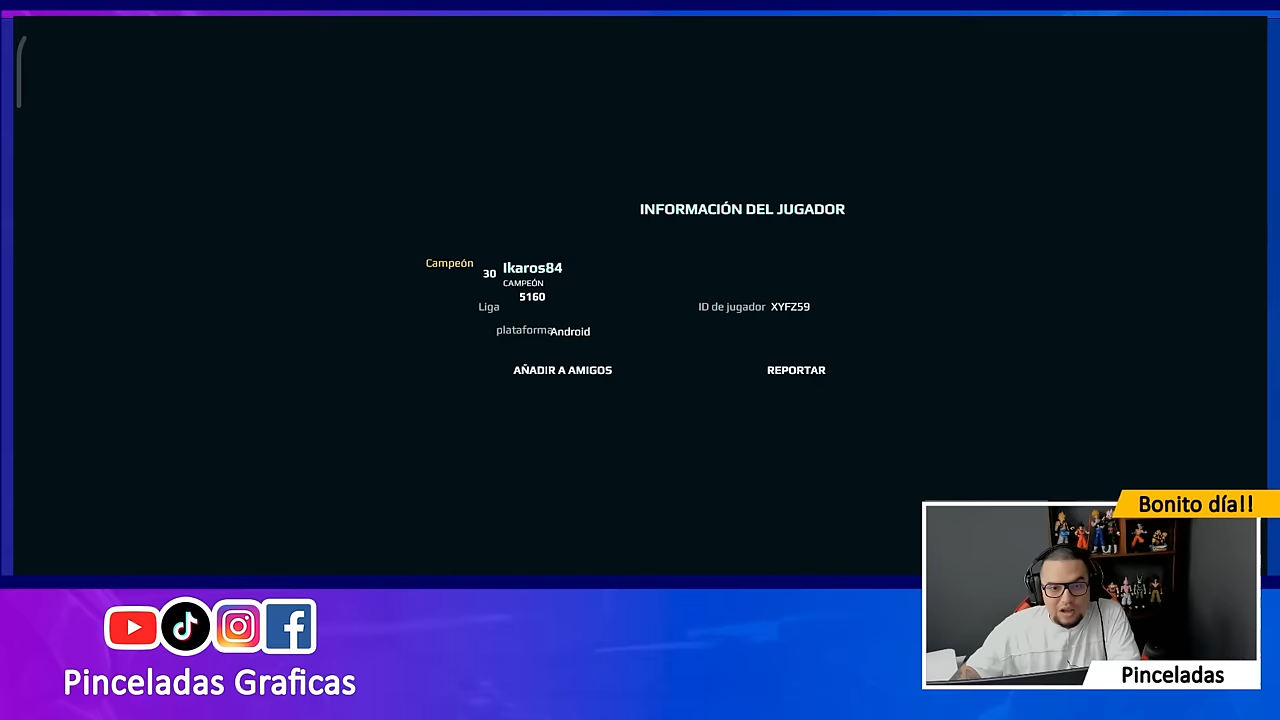 INFORMACIÓN DEL JUGADOR
Campeón
30
Ikaros84
CAMPEÓN
5160
Liga
ID de jugador XYFZ59
plataforma Android
AÑADIR A AMIGOS
REPORTAR
Bonito día!!
Pinceladas
Pinceladas Graficas